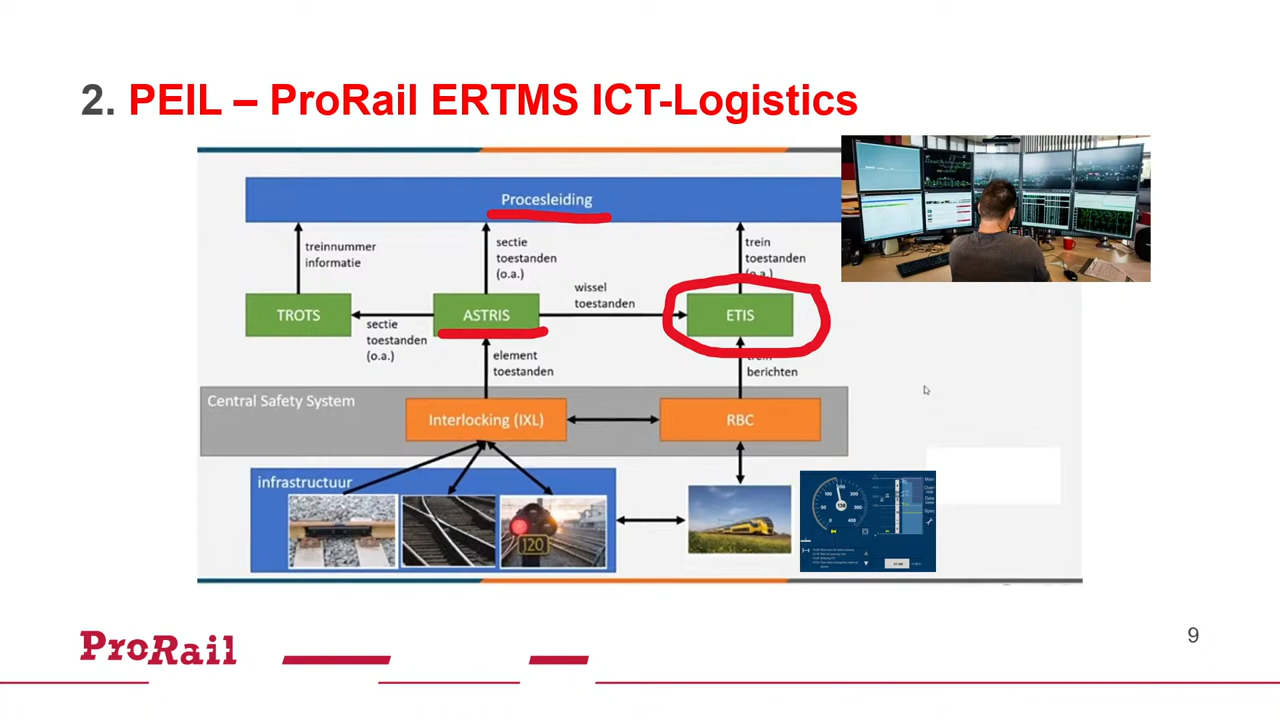 2. PEIL – ProRail ERTMS ICT-Logistics
Procesleiding
treinnummer
informatie
sectie
toestanden
(o.a.)
trein
toestanden
(o.a.)
wissel
toestanden
TROTS
ASTRIS
ETIS
sectie
toestanden
(o.a.)
element
toestanden
trein
berichten
Central Safety System
Interlocking (IXL)
RBC
infrastructuur
120
ProRail
9